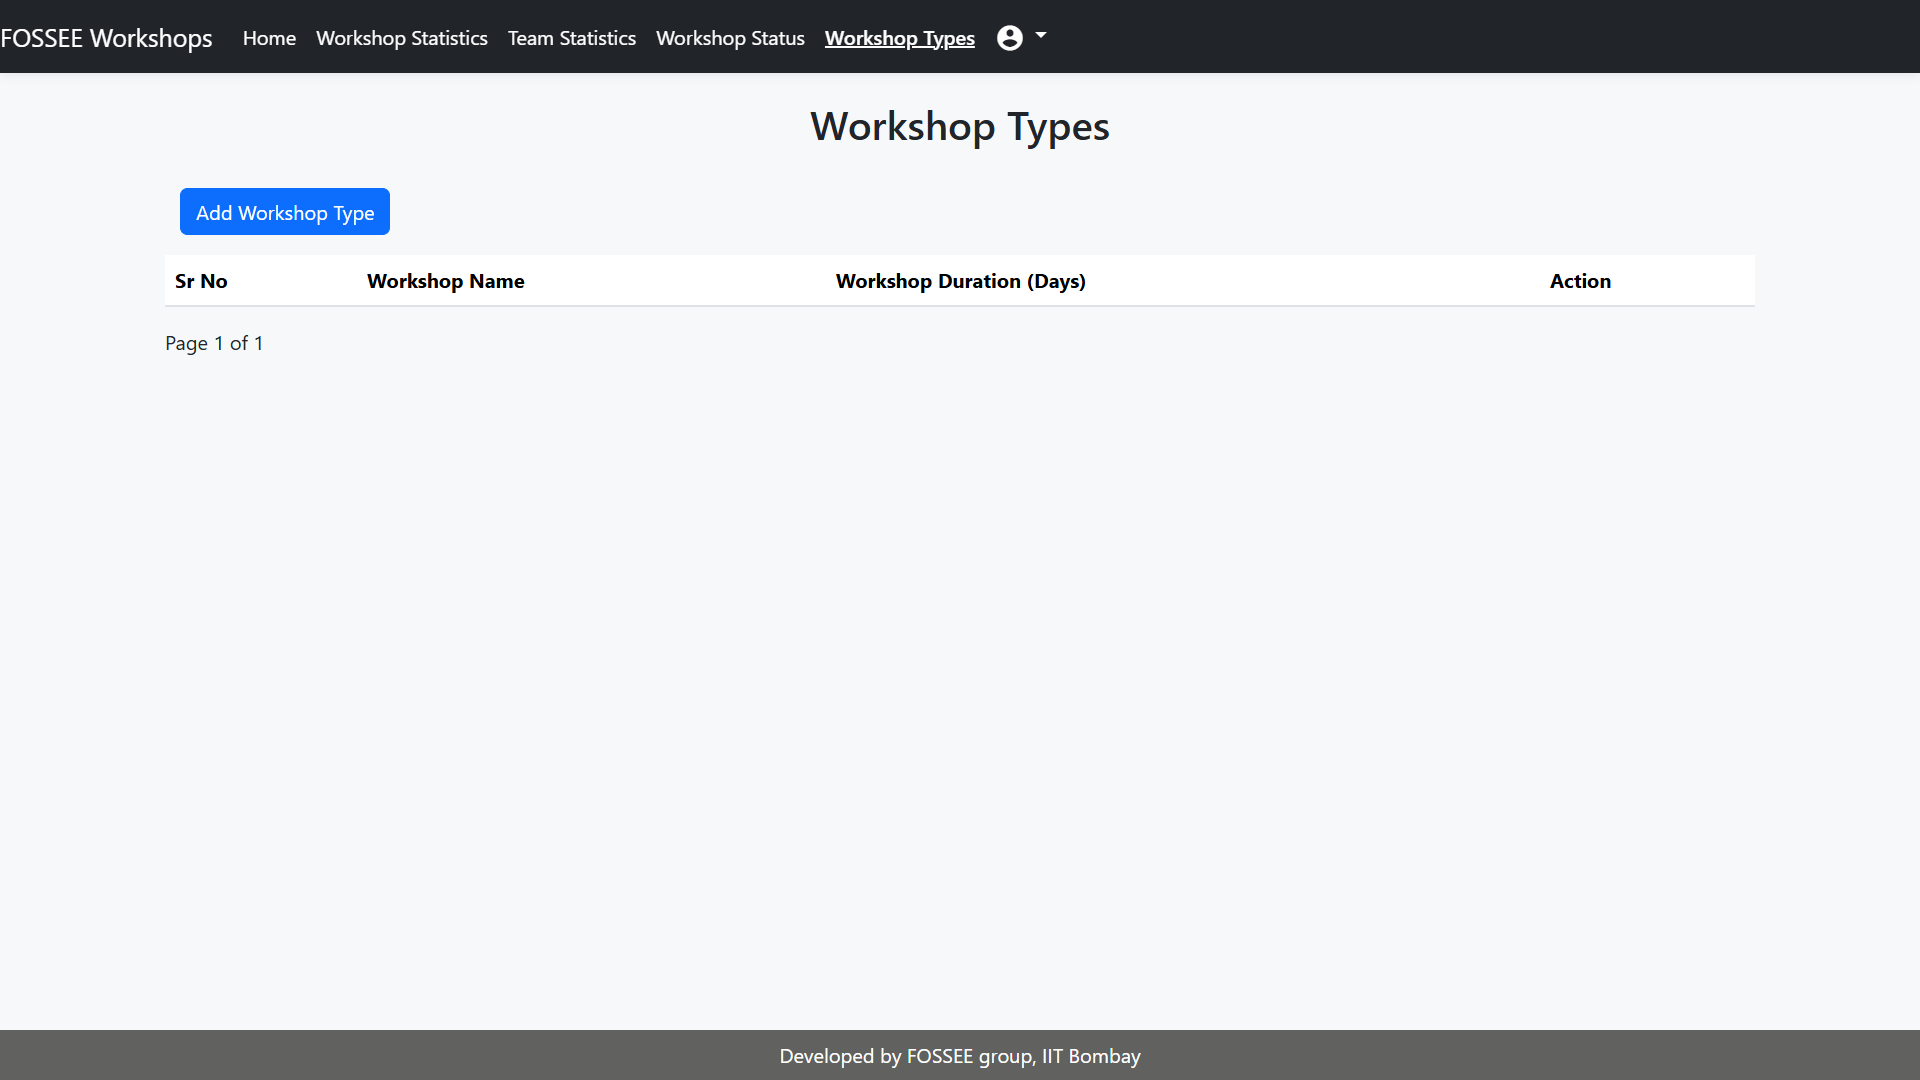 FOSSEE Workshops Home Workshop Statistics Team Statistics Workshop Status Workshop Types
Workshop Types
Add Workshop Type
Sr No Workshop Name Workshop Duration (Days) Action
Page 1 of 1
Developed by FOSSEE group, IIT Bombay